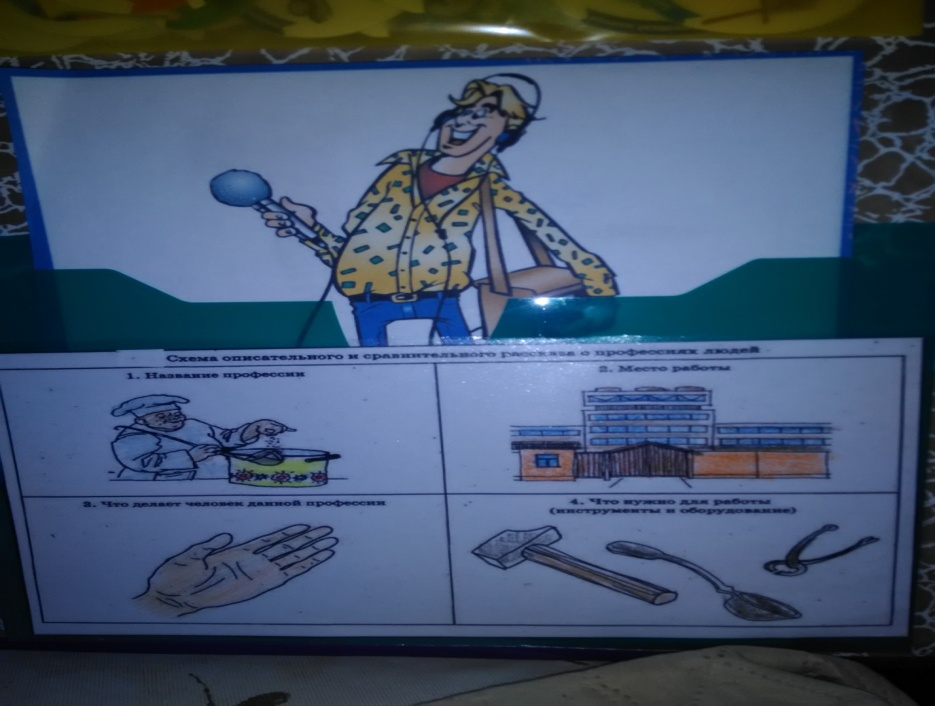 Схема описательного и сравнительного рассказа о профессиях людей
1. Название профессии
2. Место работы
3. Что делает человек данной профессии
4. Что нужно для работы
(инструменты и оборудование)